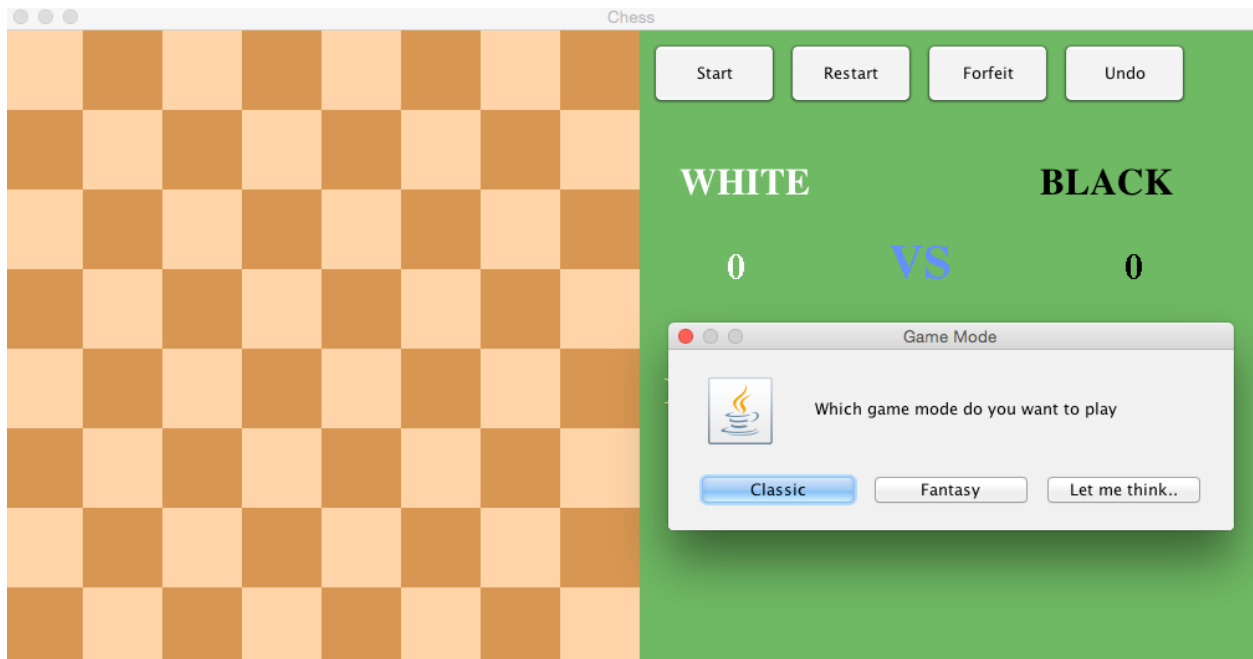 Chess
Start Restart Forfeit Undo
WHITE BLACK
0 VS 0
Game Mode
Which game mode do you want to play
Classic Fantasy Let me think..